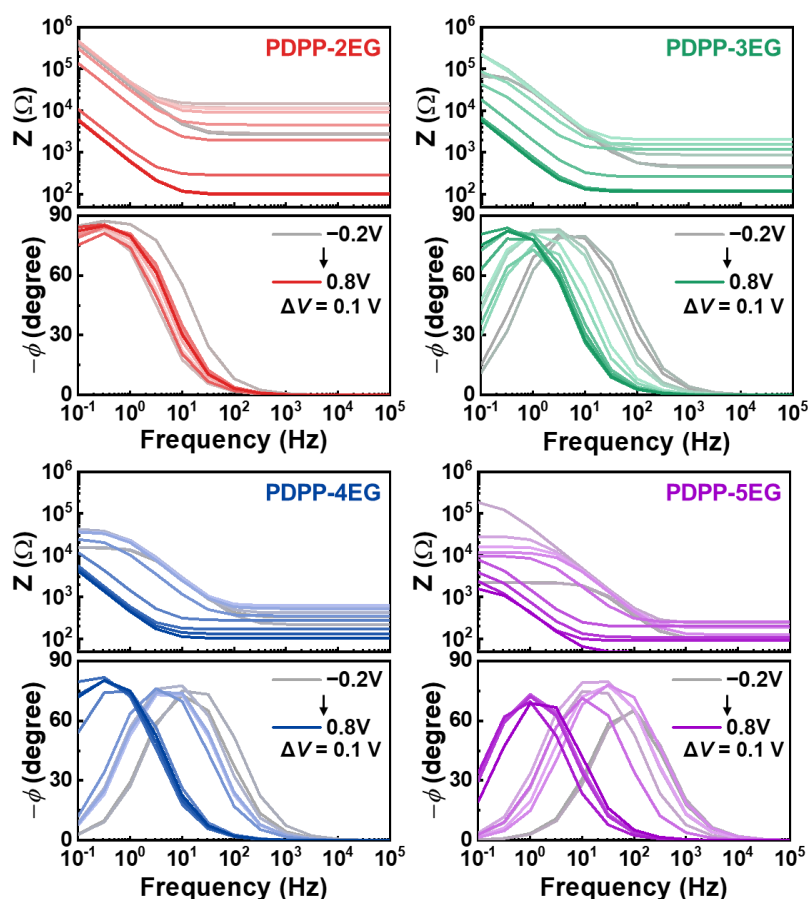 PDPP-2EG
Z (Ω)
10⁶
10⁵
10⁴
10³
10²
−ϕ (degree)
90
60
30
0
−0.2V
0.8V
ΔV = 0.1 V
10⁻¹ 10⁰ 10¹ 10² 10³ 10⁴ 10⁵
Frequency (Hz)
PDPP-3EG
Z (Ω)
10⁶
10⁵
10⁴
10³
10²
−ϕ (degree)
90
60
30
0
−0.2V
0.8V
ΔV = 0.1 V
10⁻¹ 10⁰ 10¹ 10² 10³ 10⁴ 10⁵
Frequency (Hz)
PDPP-4EG
Z (Ω)
10⁶
10⁵
10⁴
10³
10²
−ϕ (degree)
90
60
30
0
−0.2V
0.8V
ΔV = 0.1 V
10⁻¹ 10⁰ 10¹ 10² 10³ 10⁴ 10⁵
Frequency (Hz)
PDPP-5EG
Z (Ω)
10⁶
10⁵
10⁴
10³
10²
−ϕ (degree)
90
60
30
0
−0.2V
0.8V
ΔV = 0.1 V
10⁻¹ 10⁰ 10¹ 10² 10³ 10⁴ 10⁵
Frequency (Hz)